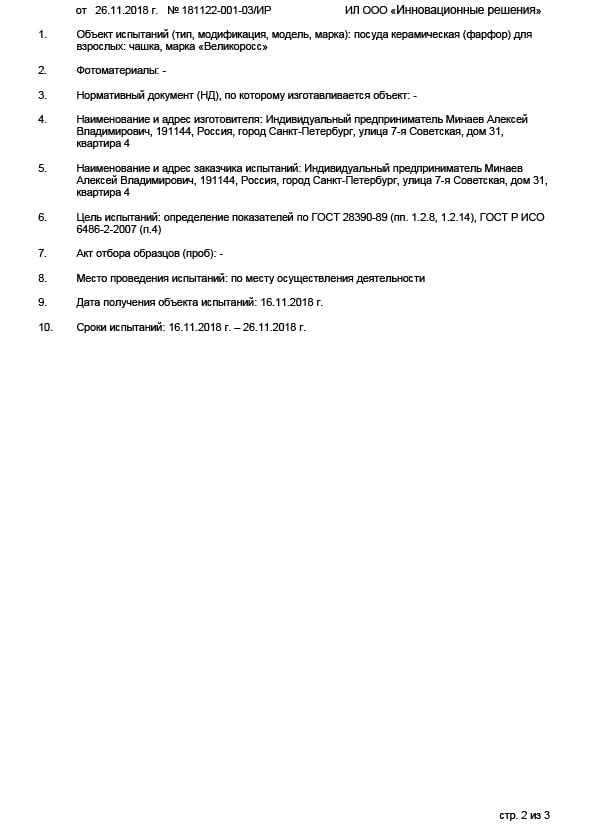 от 26.11.2018 г. № 181122-001-03/ИР ИЛ ООО «Инновационные решения»
1. Объект испытаний (тип, модификация, модель, марка): посуда керамическая (фарфор) для
взрослых: чашка, марка «Великоросс»
2. Фотоматериалы: -
3. Нормативный документ (НД), по которому изготавливается объект: -
4. Наименование и адрес изготовителя: Индивидуальный предприниматель Минаев Алексей
Владимирович, 191144, Россия, город Санкт-Петербург, улица 7-я Советская, дом 31,
квартира 4
5. Наименование и адрес заказчика испытаний: Индивидуальный предприниматель Минаев
Алексей Владимирович, 191144, Россия, город Санкт-Петербург, улица 7-я Советская, дом 31,
квартира 4
6. Цель испытаний: определение показателей по ГОСТ 28390-89 (пп. 1.2.8, 1.2.14), ГОСТ Р ИСО
6486-2-2007 (п.4)
7. Акт отбора образцов (проб): -
8. Место проведения испытаний: по месту осуществления деятельности
9. Дата получения объекта испытаний: 16.11.2018 г.
10. Сроки испытаний: 16.11.2018 г. – 26.11.2018 г.
стр. 2 из 3